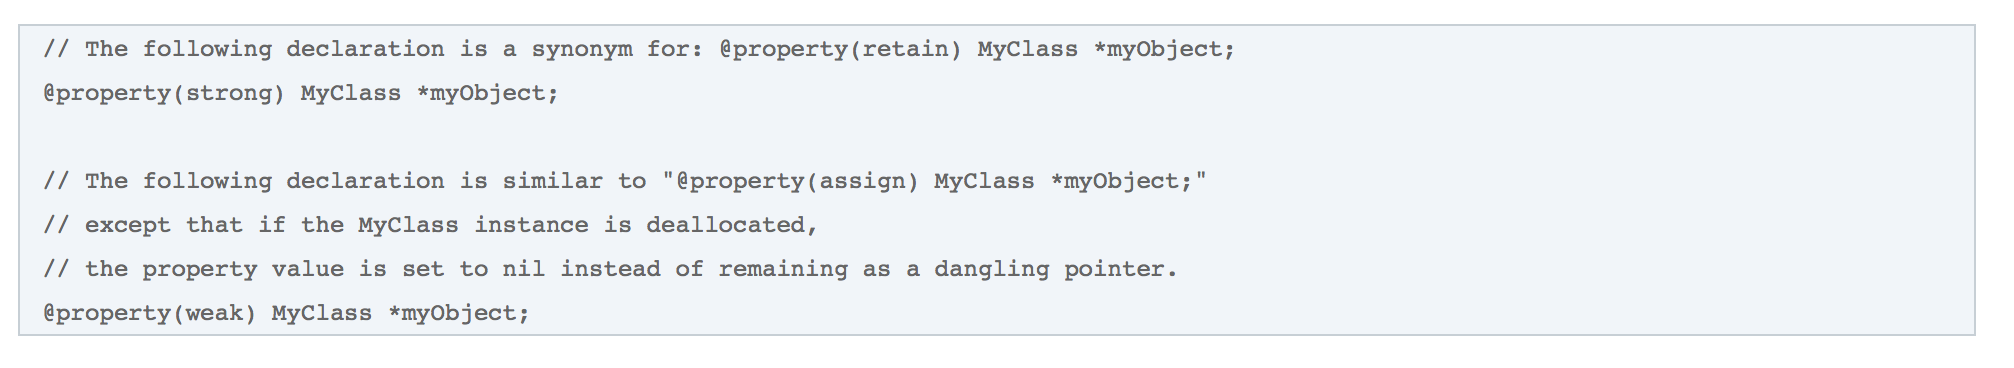 // The following declaration is a synonym for: @property(retain) MyClass *myObject;
@property(strong) MyClass *myObject;
// The following declaration is similar to "@property(assign) MyClass *myObject;"
// except that if the MyClass instance is deallocated,
// the property value is set to nil instead of remaining as a dangling pointer.
@property(weak) MyClass *myObject;